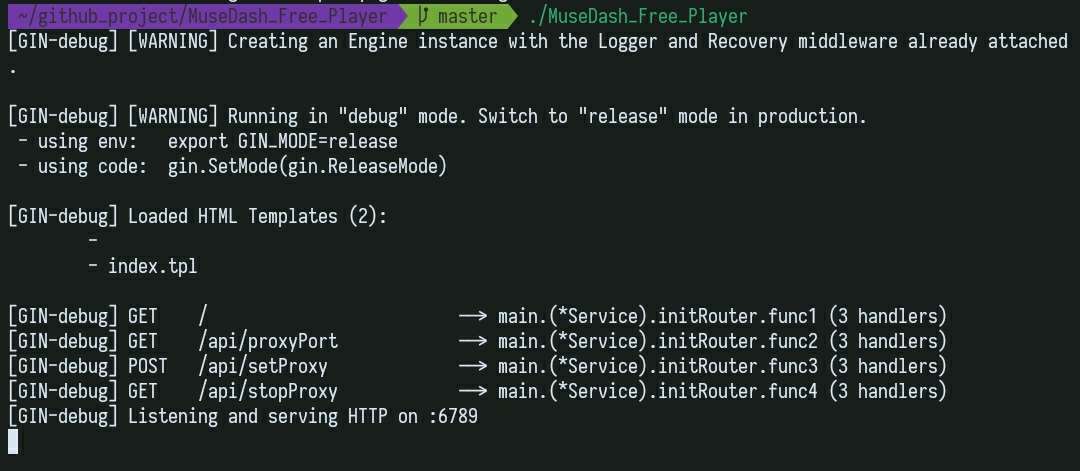 ~/github_project/MuseDash_Free_Player master ./MuseDash_Free_Player
[GIN-debug] [WARNING] Creating an Engine instance with the Logger and Recovery middleware already attached
.
[GIN-debug] [WARNING] Running in "debug" mode. Switch to "release" mode in production.
- using env: export GIN_MODE=release
- using code: gin.SetMode(gin.ReleaseMode)
[GIN-debug] Loaded HTML Templates (2):
-
- index.tpl
[GIN-debug] GET / --> main.(*Service).initRouter.func1 (3 handlers)
[GIN-debug] GET /api/proxyPort --> main.(*Service).initRouter.func2 (3 handlers)
[GIN-debug] POST /api/setProxy --> main.(*Service).initRouter.func3 (3 handlers)
[GIN-debug] GET /api/stopProxy --> main.(*Service).initRouter.func4 (3 handlers)
[GIN-debug] Listening and serving HTTP on :6789